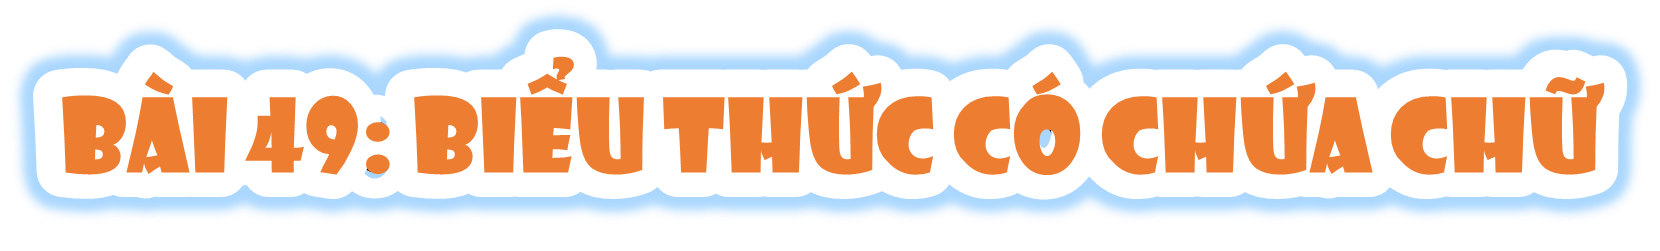 BÀI 49: BIỂU THỨC CÓ CHỨA CHỮ